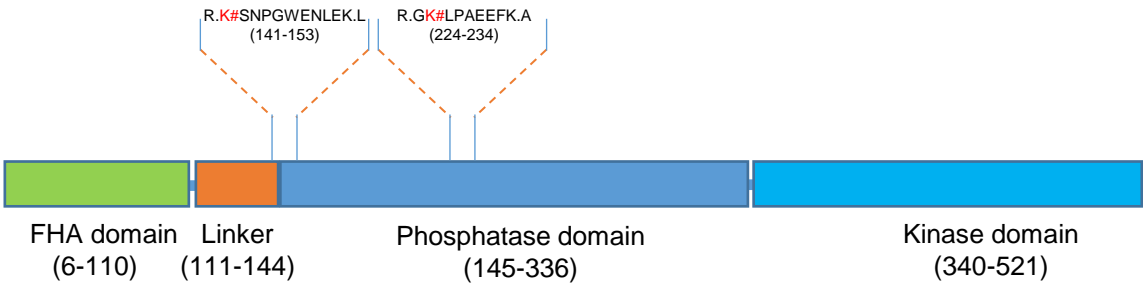 R.K#SNPGWENLEK.L
(141-153)
R.GK#LPAEEFK.A
(224-234)
FHA domain
(6-110)
Linker
(111-144)
Phosphatase domain
(145-336)
Kinase domain
(340-521)